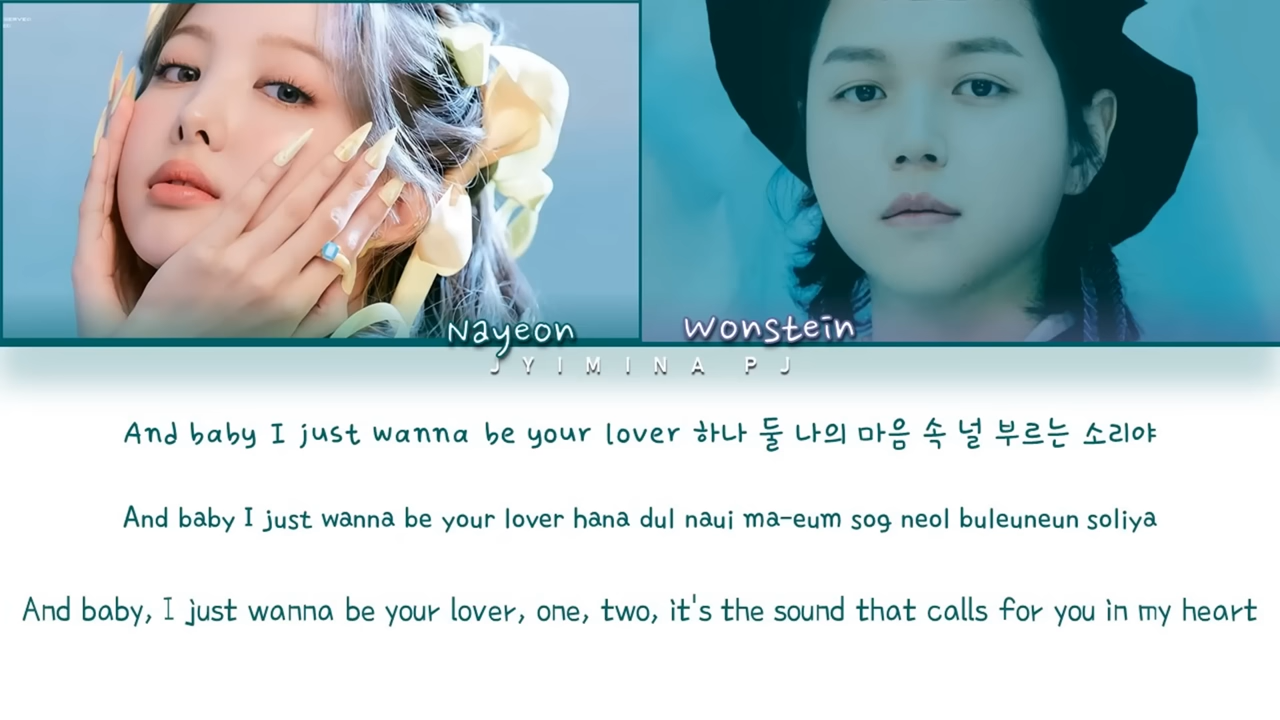 Nayeon
Wonstein
JYIMINA PJ
And baby I just wanna be your lover 하나 둘 나의 마음 속 널 부르는 소리야
And baby I just wanna be your lover hana dul naui ma-eum sog neol buleuneun soliya
And baby, I just wanna be your lover, one, two, it's the sound that calls for you in my heart